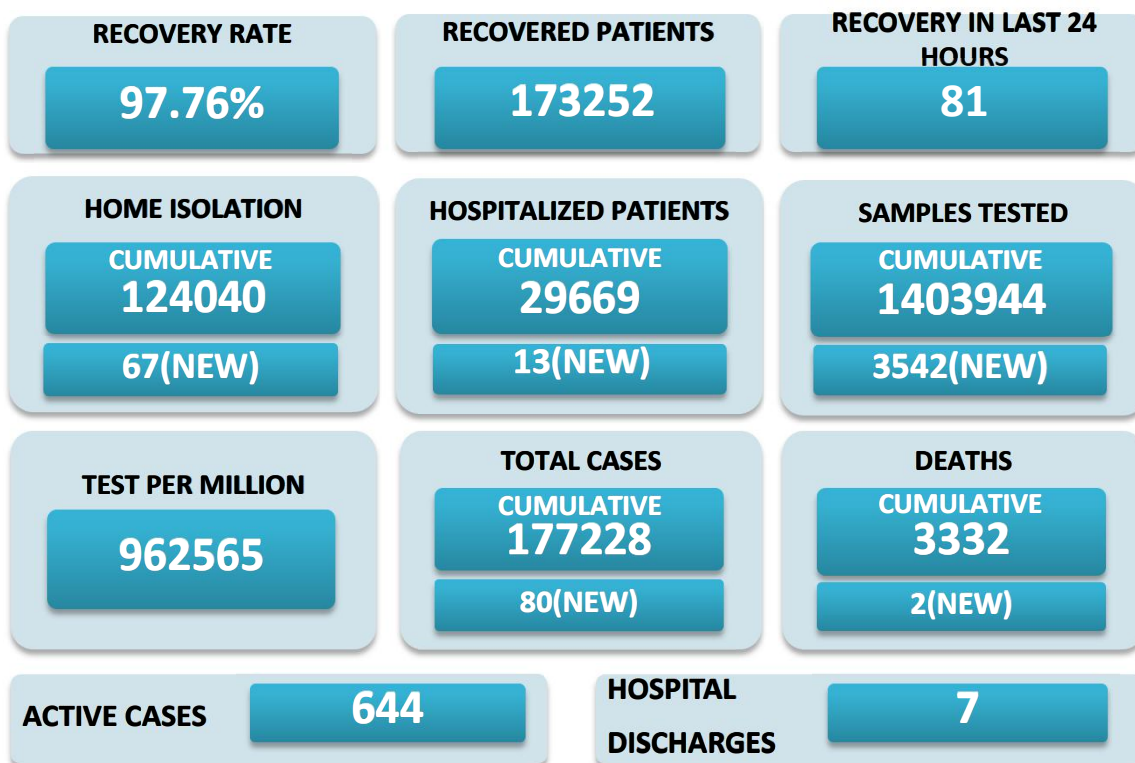 RECOVERY RATE
97.76%
RECOVERED PATIENTS
173252
RECOVERY IN LAST 24
HOURS
81
HOME ISOLATION
CUMULATIVE
124040
67(NEW)
HOSPITALIZED PATIENTS
CUMULATIVE
29669
13(NEW)
SAMPLES TESTED
CUMULATIVE
1403944
3542(NEW)
TEST PER MILLION
962565
TOTAL CASES
CUMULATIVE
177228
80(NEW)
DEATHS
CUMULATIVE
3332
2(NEW)
ACTIVE CASES
644
HOSPITAL
DISCHARGES
7